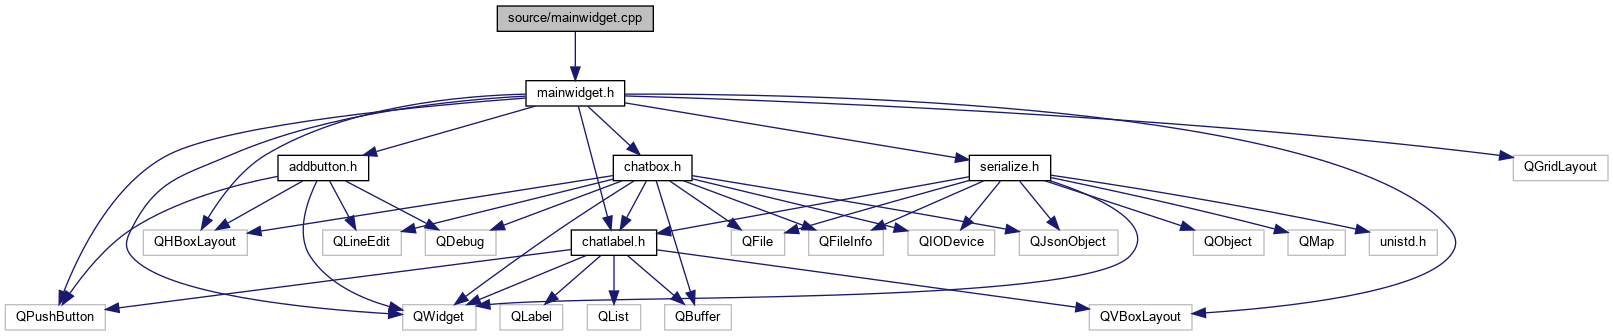 source/mainwidget.cpp
mainwidget.h
addbutton.h
chatbox.h
serialize.h
QGridLayout
QHBoxLayout
QLineEdit
QDebug
chatlabel.h
QFile
QFileInfo
QIODevice
QJsonObject
QObject
QMap
unistd.h
QPushButton
QWidget
QLabel
QList
QBuffer
QVBoxLayout